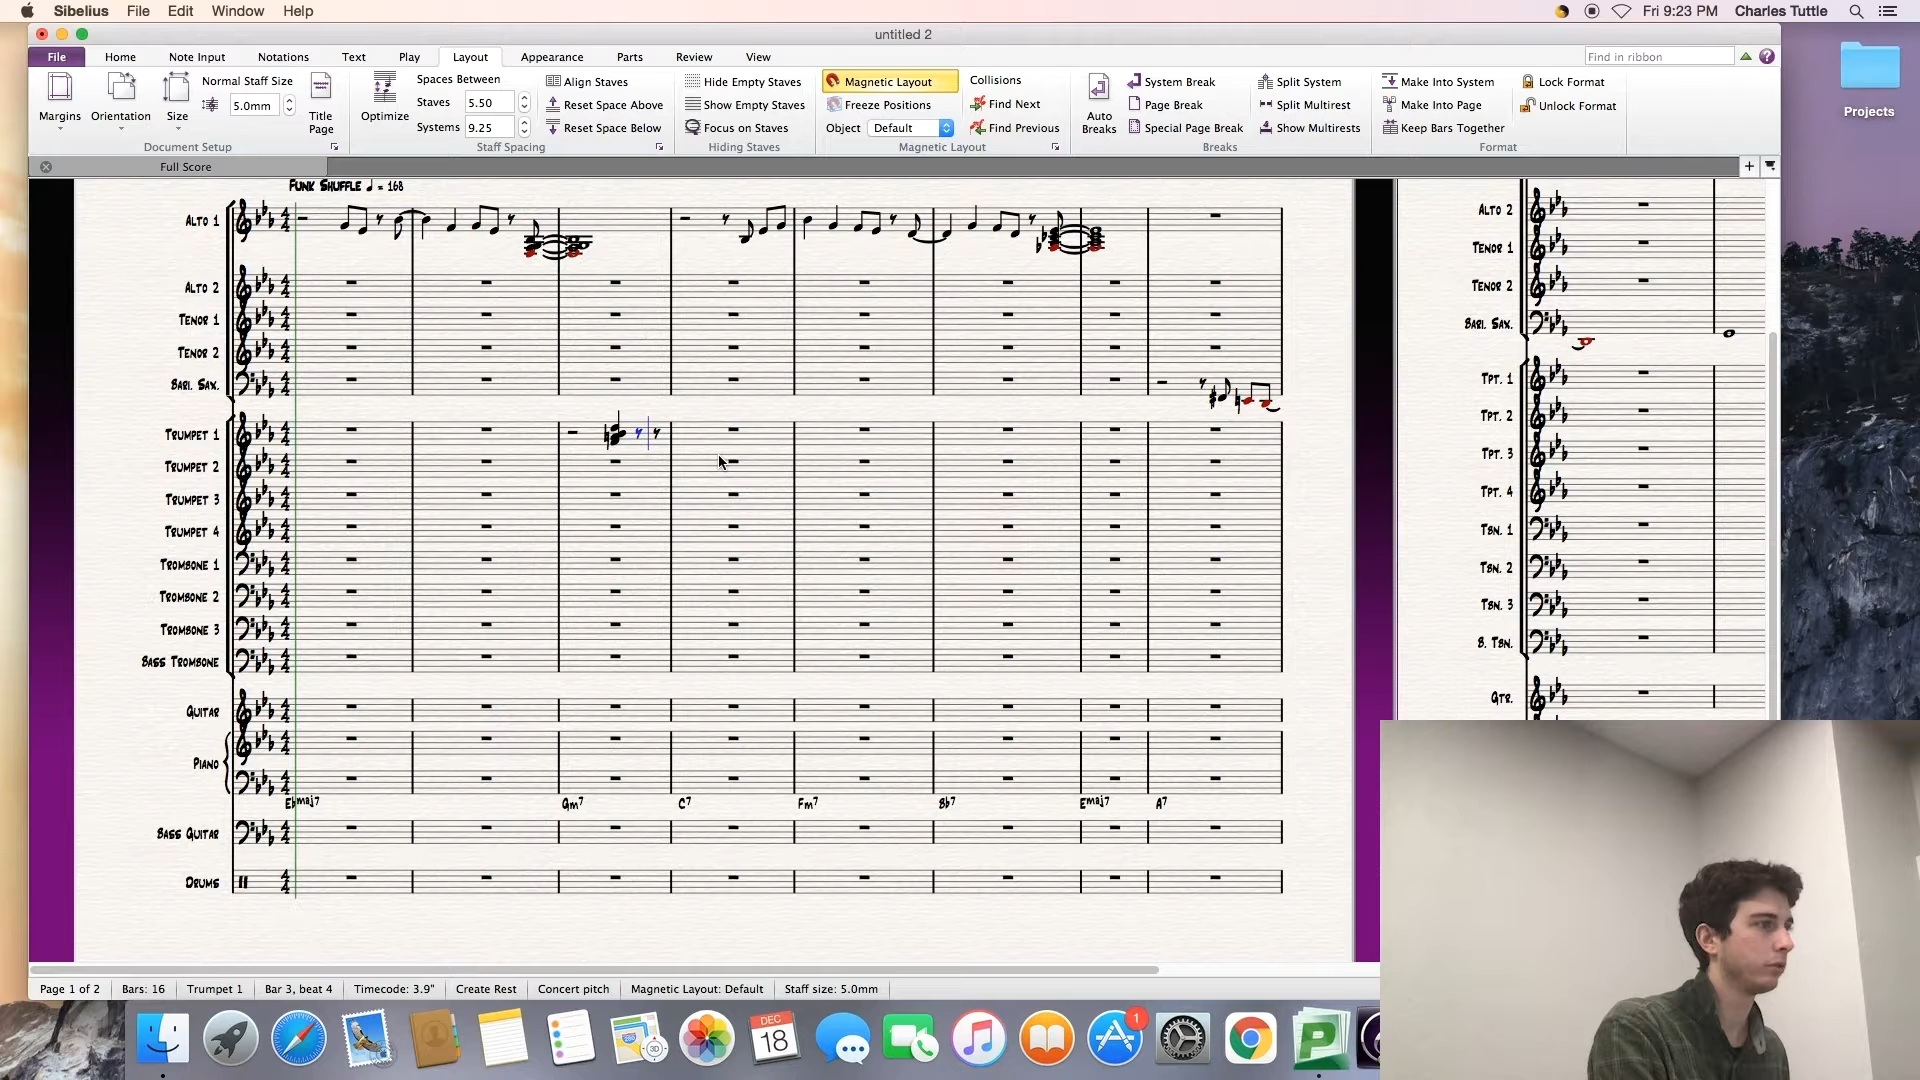 Sibelius File Edit Window Help
Fri 9:23 PM Charles Tuttle
untitled 2
File Home Note Input Notations Text Play Layout Appearance Parts Review View
Find in ribbon
Margins Orientation Size Normal Staff Size 5.0mm Title Page
Document Setup
Optimize Spaces Between Staves 5.50 Systems 9.25
Align Staves
Reset Space Above
Reset Space Below
Staff Spacing
Hide Empty Staves
Show Empty Staves
Focus on Staves
Hiding Staves
Magnetic Layout
Freeze Positions
Object Default
Collisions
Find Next
Find Previous
Magnetic Layout
Auto Breaks
System Break
Page Break
Special Page Break
Split System
Split Multirest
Show Multirests
Breaks
Make Into System
Make Into Page
Keep Bars Together
Lock Format
Unlock Format
Format
Full Score
Projects
Funk Shuffle ♩ = 168
Alto 1
Alto 2
Tenor 1
Tenor 2
Bari. Sax.
Trumpet 1
Trumpet 2
Trumpet 3
Trumpet 4
Trombone 1
Trombone 2
Trombone 3
Bass Trombone
Guitar
Piano
E♭maj7 Gm7 C7 Fm7 B♭7 Emaj7 A7
Bass Guitar
Drums
Alto 2
Tenor 1
Tenor 2
Bari. Sax.
Tpt. 1
Tpt. 2
Tpt. 3
Tpt. 4
Tbn. 1
Tbn. 2
Tbn. 3
B. Tbn.
Gtr.
Page 1 of 2 Bars: 16 Trumpet 1 Bar 3, beat 4 Timecode: 3.9" Create Rest Concert pitch Magnetic Layout: Default Staff size: 5.0mm
3D
DEC
18
1